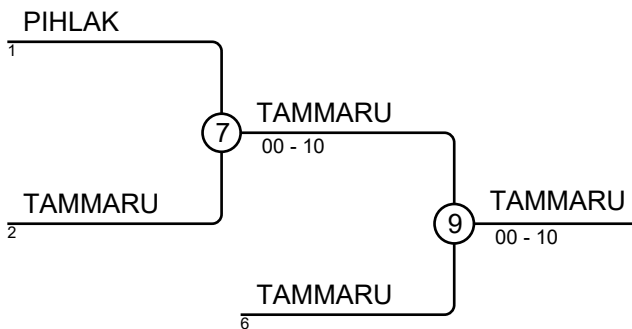 PIHLAK
1
7
TAMMARU
00 - 10
TAMMARU
2
9
TAMMARU
00 - 10
TAMMARU
6